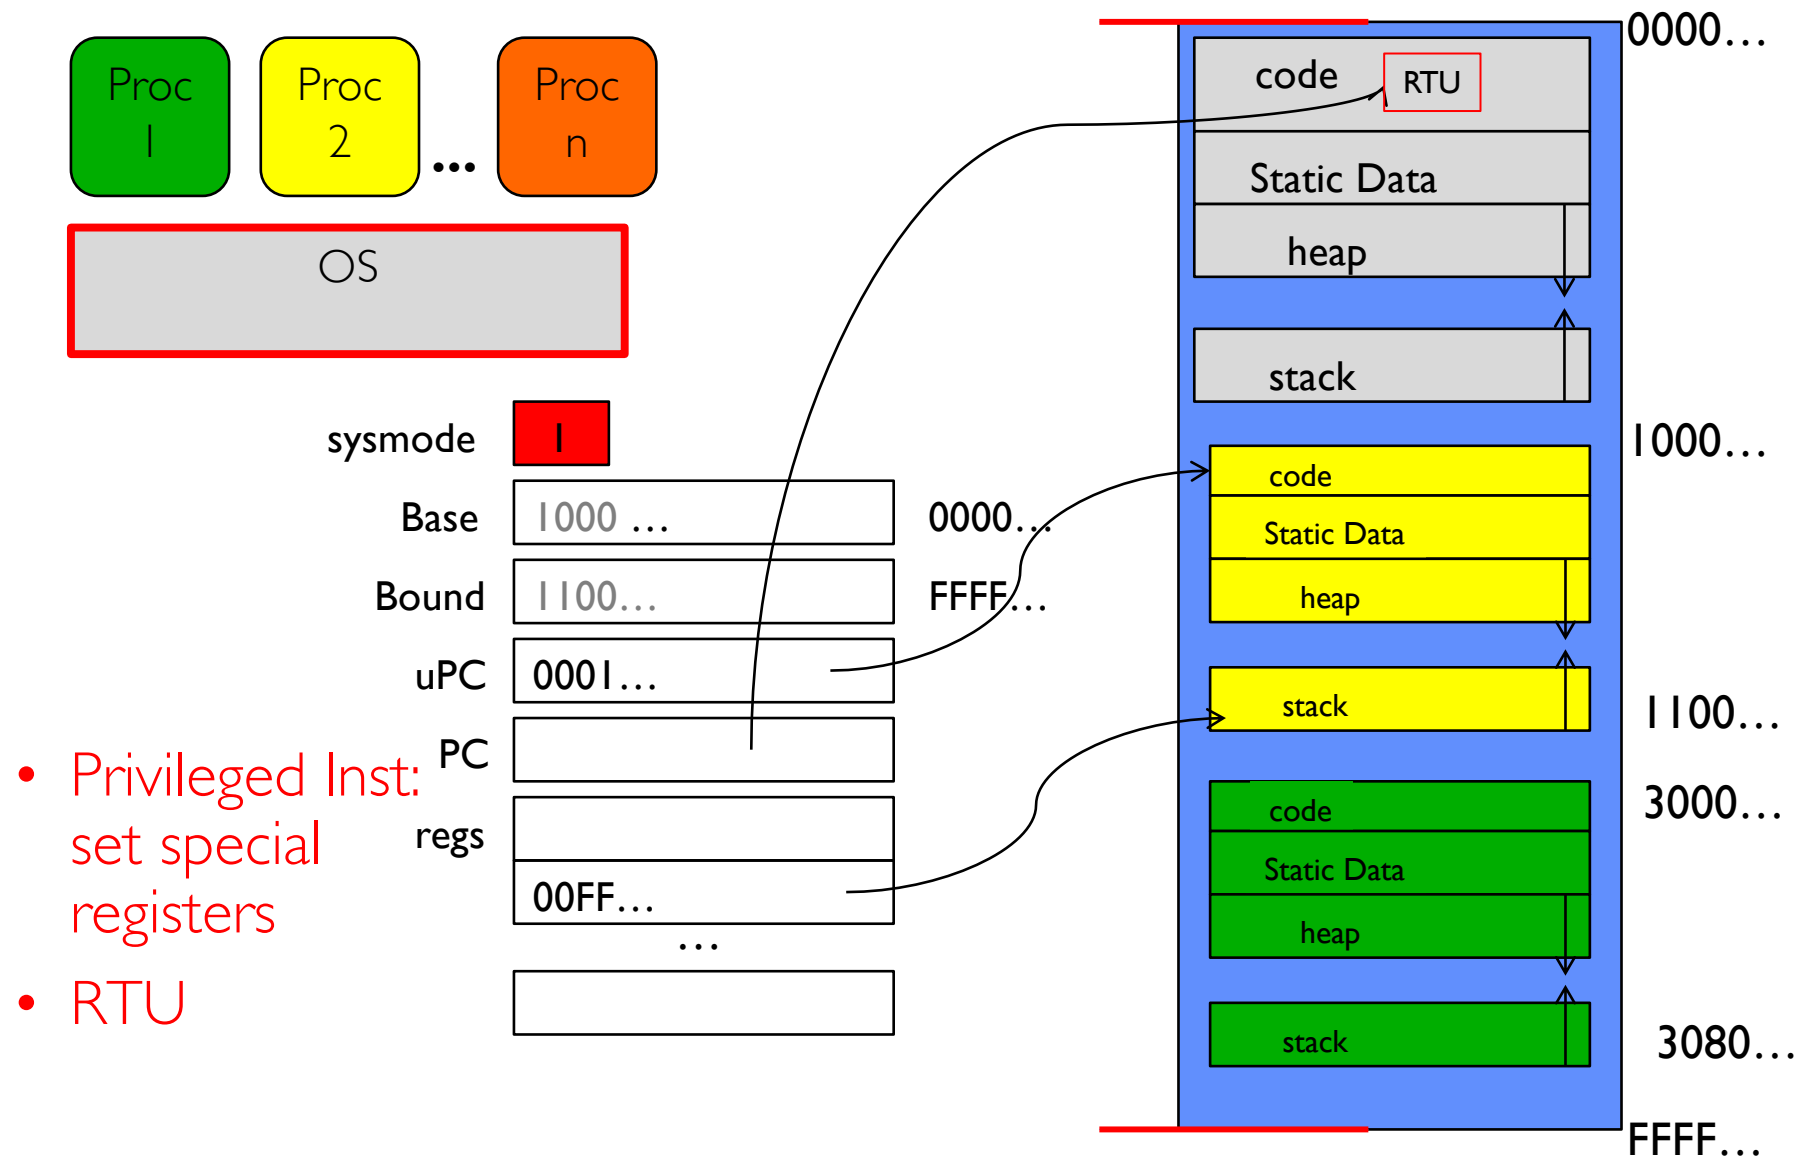 Proc
1
Proc
2
...
Proc
n
OS
sysmode 1
Base 1000 … 0000…
Bound 1100… FFFF…
uPC 0001…
PC
regs
00FF…
…
• Privileged Inst:
set special
registers
• RTU
0000…
code RTU
Static Data
heap
stack
1000…
code
Static Data
heap
stack
1100…
3000…
code
Static Data
heap
stack
3080…
FFFF…